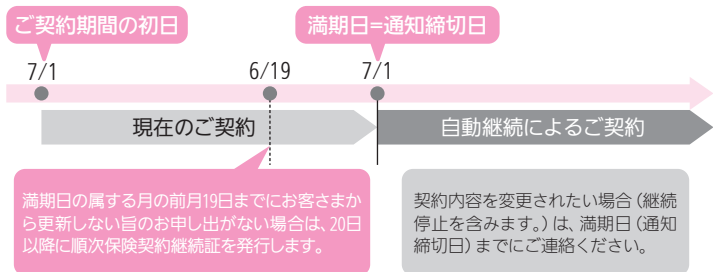 ご契約期間の初日
満期日=通知締切日
7/1
6/19
7/1
現在のご契約
自動継続によるご契約
満期日の属する月の前月19日までにお客さまか
ら更新しない旨のお申し出がない場合は、20日
以降に順次保険契約継続証を発行します。
契約内容を変更されたい場合（継続
停止を含みます。）は、満期日（通知
締切日）までにご連絡ください。